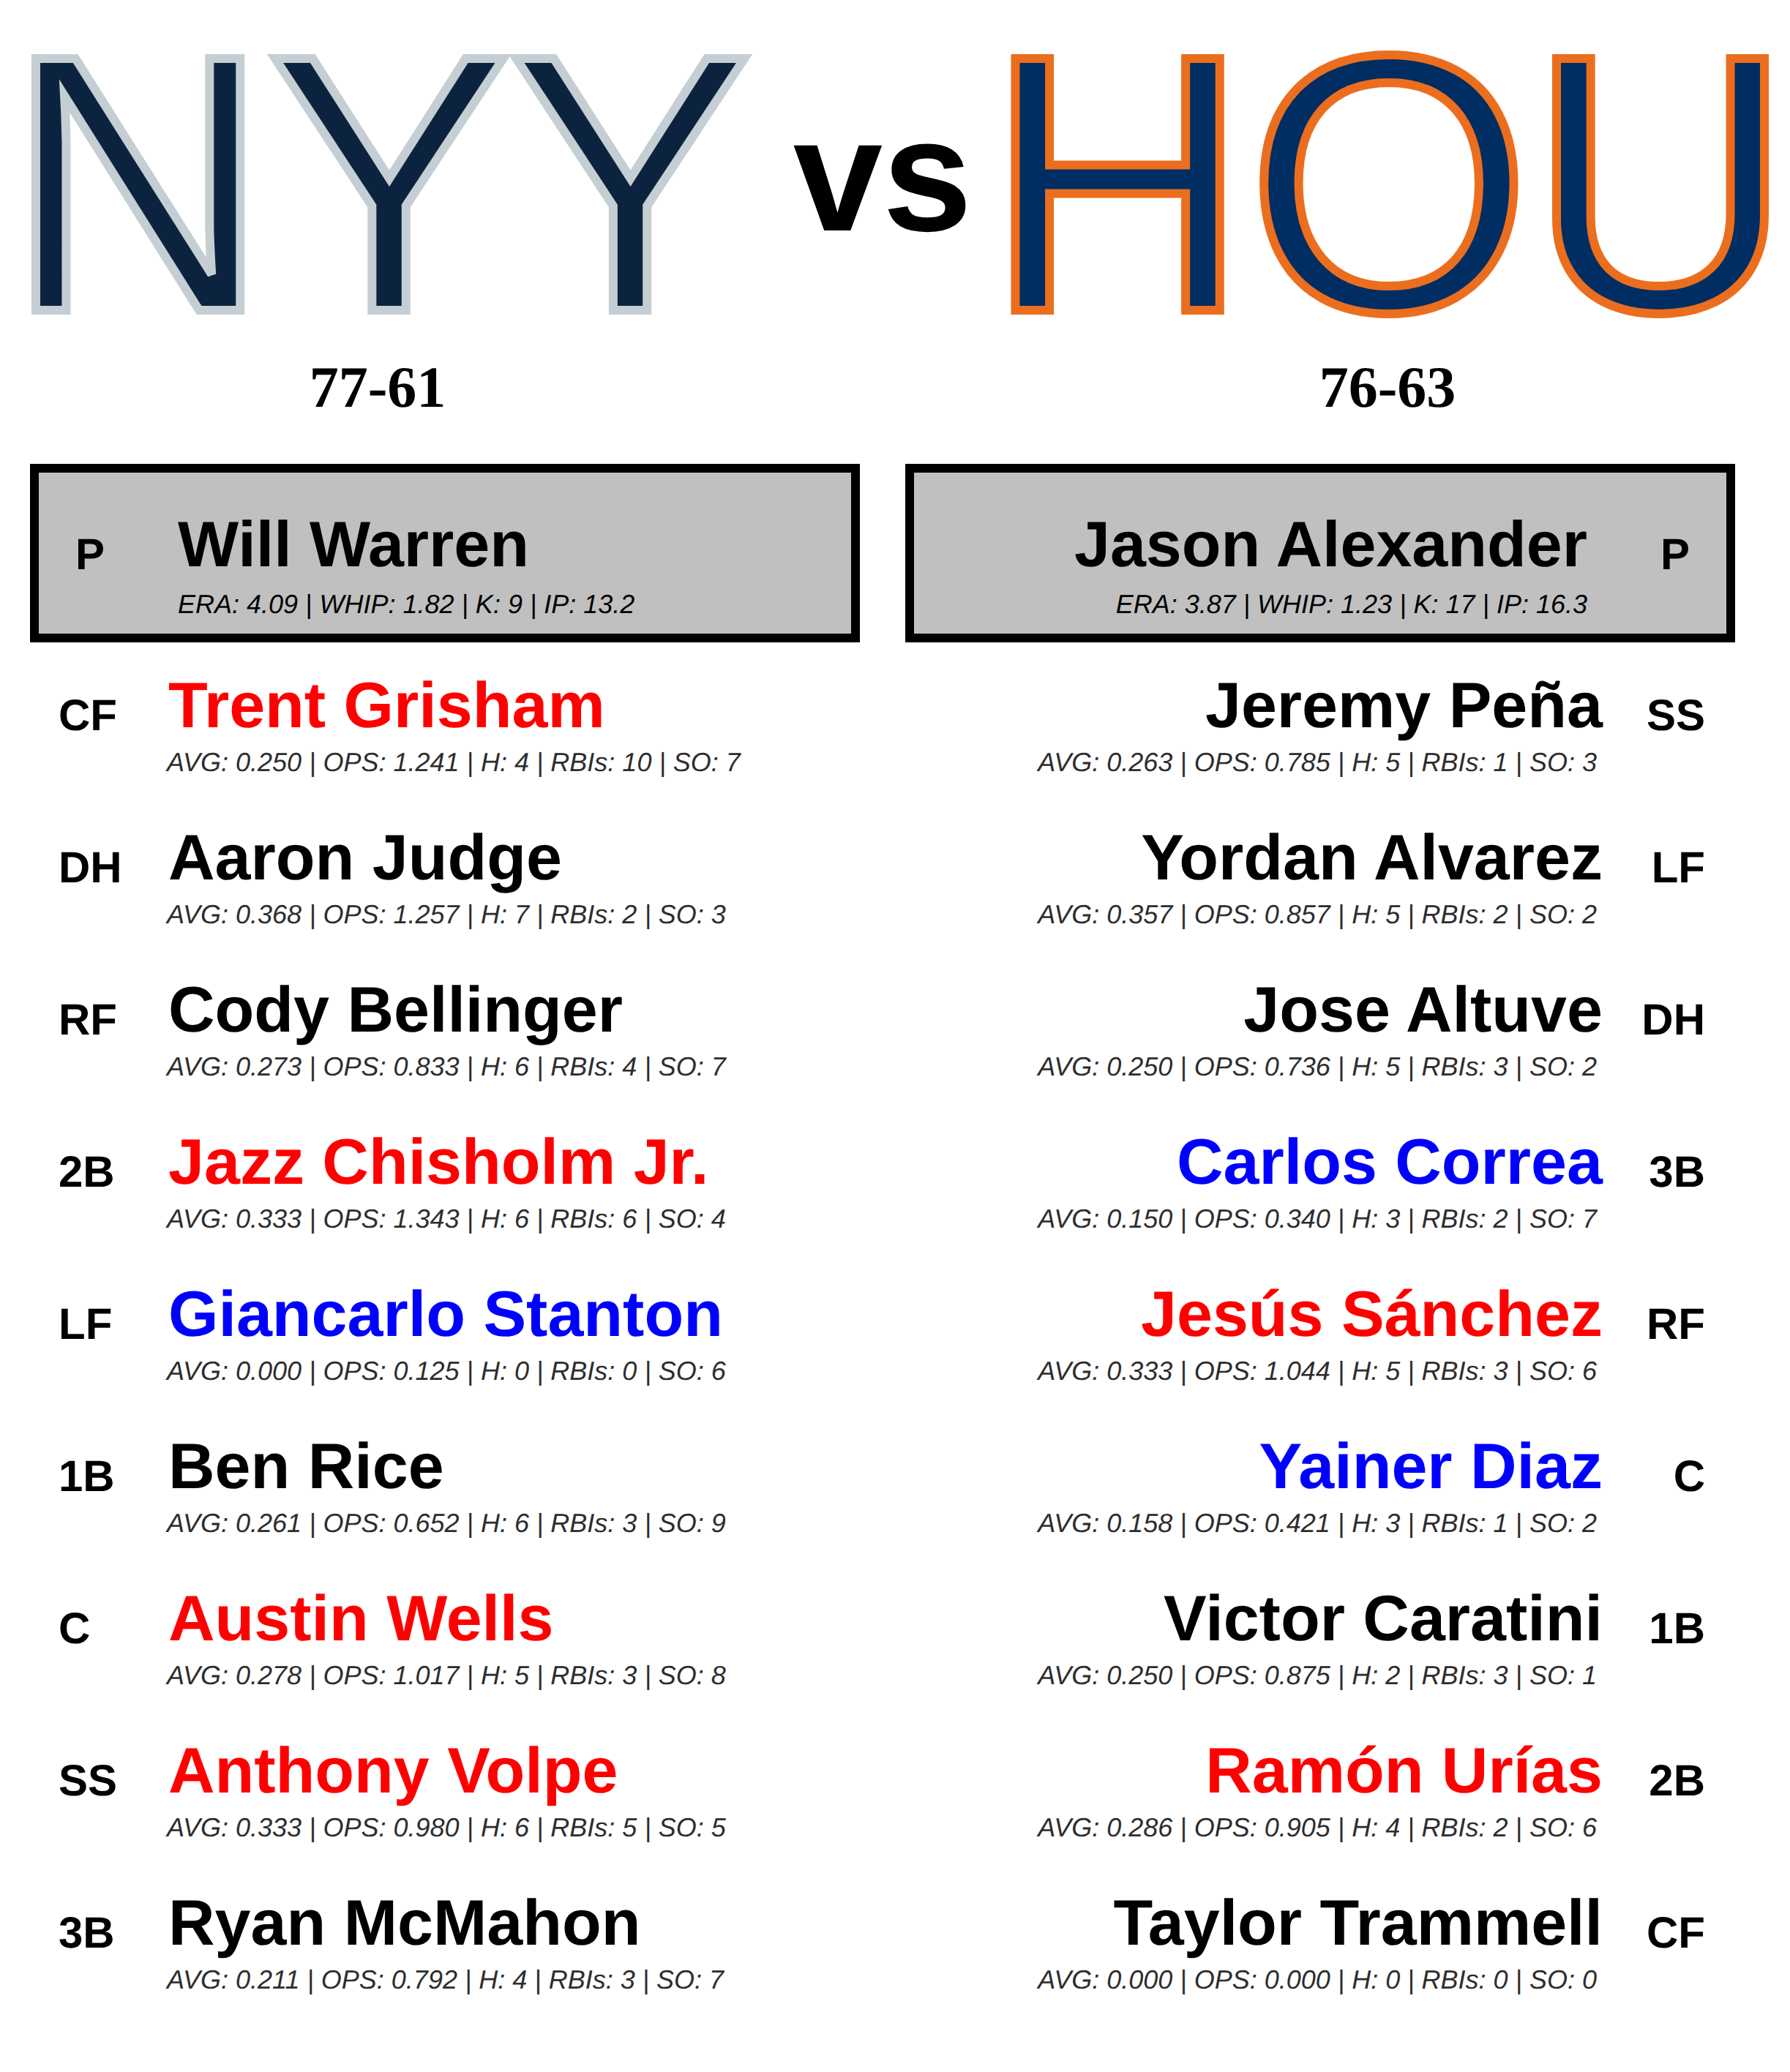 NYY vs HOU
77-61 76-63
P Will Warren
ERA: 4.09 | WHIP: 1.82 | K: 9 | IP: 13.2
Jason Alexander P
ERA: 3.87 | WHIP: 1.23 | K: 17 | IP: 16.3
CF Trent Grisham
AVG: 0.250 | OPS: 1.241 | H: 4 | RBIs: 10 | SO: 7
DH Aaron Judge
AVG: 0.368 | OPS: 1.257 | H: 7 | RBIs: 2 | SO: 3
RF Cody Bellinger
AVG: 0.273 | OPS: 0.833 | H: 6 | RBIs: 4 | SO: 7
2B Jazz Chisholm Jr.
AVG: 0.333 | OPS: 1.343 | H: 6 | RBIs: 6 | SO: 4
LF Giancarlo Stanton
AVG: 0.000 | OPS: 0.125 | H: 0 | RBIs: 0 | SO: 6
1B Ben Rice
AVG: 0.261 | OPS: 0.652 | H: 6 | RBIs: 3 | SO: 9
C Austin Wells
AVG: 0.278 | OPS: 1.017 | H: 5 | RBIs: 3 | SO: 8
SS Anthony Volpe
AVG: 0.333 | OPS: 0.980 | H: 6 | RBIs: 5 | SO: 5
3B Ryan McMahon
AVG: 0.211 | OPS: 0.792 | H: 4 | RBIs: 3 | SO: 7
Jeremy Peña SS
AVG: 0.263 | OPS: 0.785 | H: 5 | RBIs: 1 | SO: 3
Yordan Alvarez LF
AVG: 0.357 | OPS: 0.857 | H: 5 | RBIs: 2 | SO: 2
Jose Altuve DH
AVG: 0.250 | OPS: 0.736 | H: 5 | RBIs: 3 | SO: 2
Carlos Correa 3B
AVG: 0.150 | OPS: 0.340 | H: 3 | RBIs: 2 | SO: 7
Jesús Sánchez RF
AVG: 0.333 | OPS: 1.044 | H: 5 | RBIs: 3 | SO: 6
Yainer Diaz C
AVG: 0.158 | OPS: 0.421 | H: 3 | RBIs: 1 | SO: 2
Victor Caratini 1B
AVG: 0.250 | OPS: 0.875 | H: 2 | RBIs: 3 | SO: 1
Ramón Urías 2B
AVG: 0.286 | OPS: 0.905 | H: 4 | RBIs: 2 | SO: 6
Taylor Trammell CF
AVG: 0.000 | OPS: 0.000 | H: 0 | RBIs: 0 | SO: 0